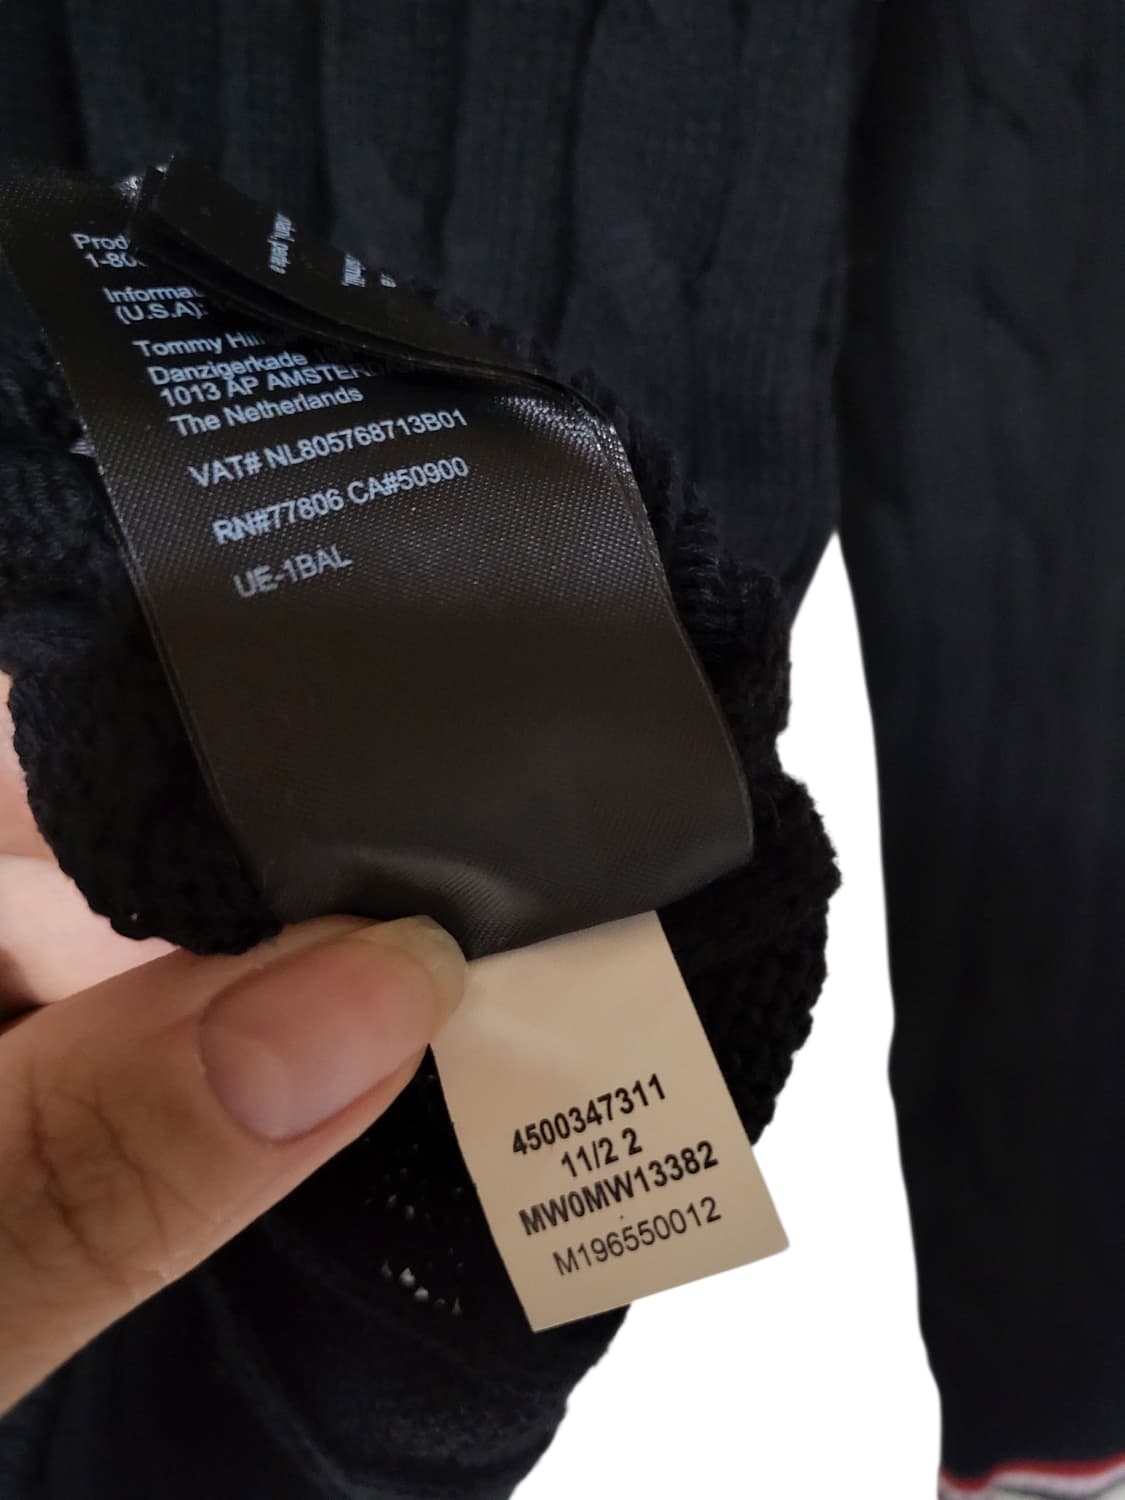 Prod
1-80
Informa
(U.S.A):
Tommy Hil
Danzigerkade
1013 AP AMSTER
The Netherlands
VAT# NL805768713B01
RN#77806 CA#50900
UE-1BAL
4500347311
11/2 2
MW0MW13382
M196550012